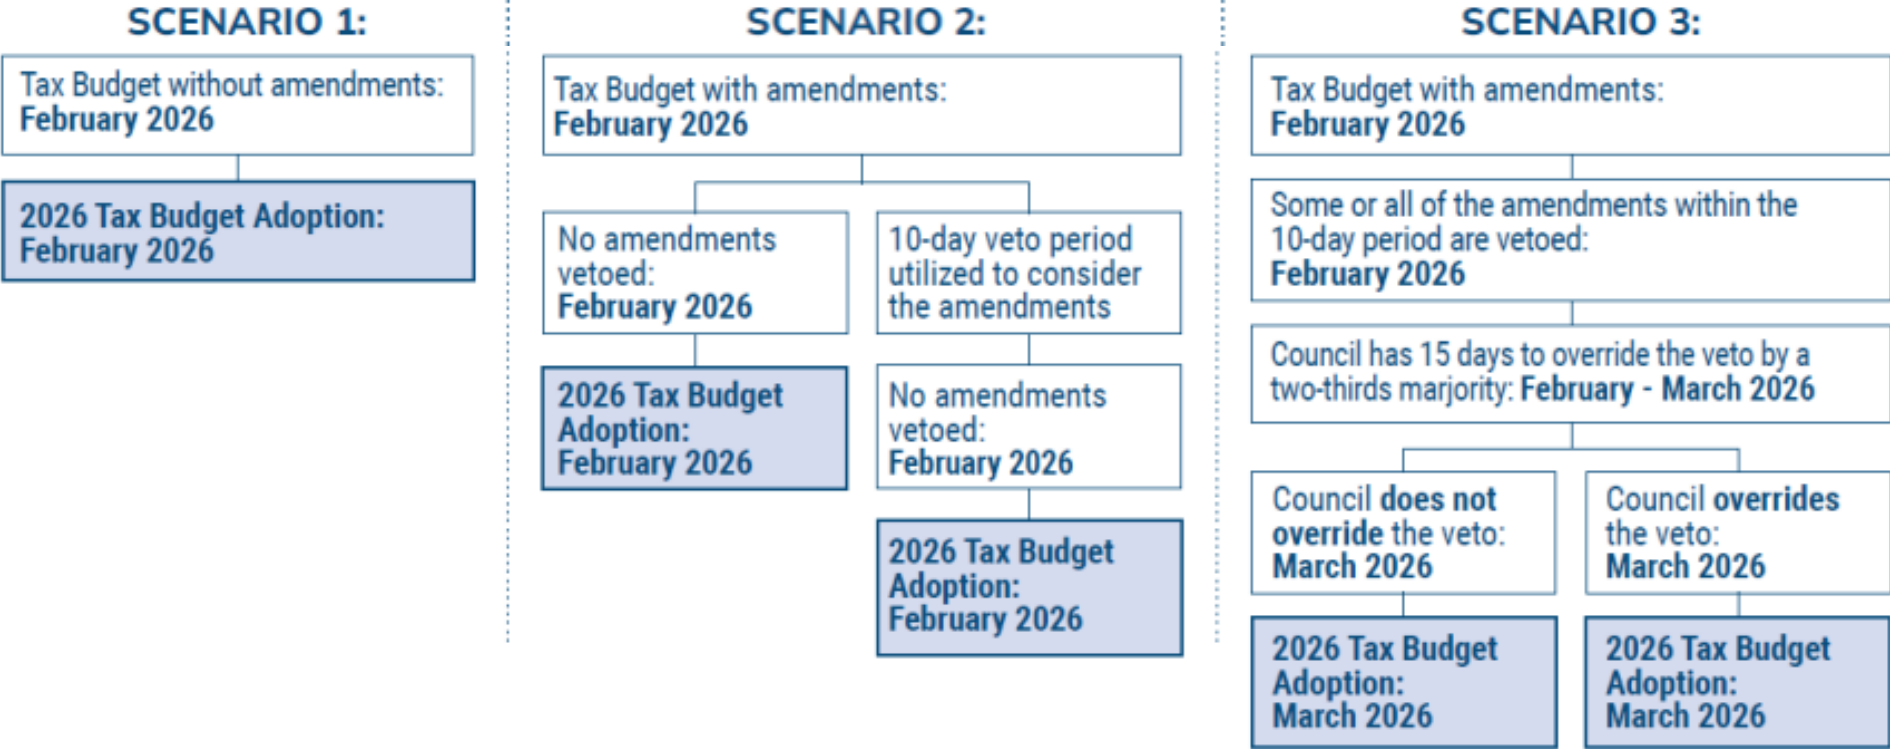 SCENARIO 1:
Tax Budget without amendments:
February 2026
2026 Tax Budget Adoption:
February 2026
SCENARIO 2:
Tax Budget with amendments:
February 2026
No amendments
vetoed:
February 2026
2026 Tax Budget
Adoption:
February 2026
10-day veto period
utilized to consider
the amendments
No amendments
vetoed:
February 2026
2026 Tax Budget
Adoption:
February 2026
SCENARIO 3:
Tax Budget with amendments:
February 2026
Some or all of the amendments within the
10-day period are vetoed:
February 2026
Council has 15 days to override the veto by a
two-thirds marjority: February - March 2026
Council does not
override the veto:
March 2026
2026 Tax Budget
Adoption:
March 2026
Council overrides
the veto:
March 2026
2026 Tax Budget
Adoption:
March 2026